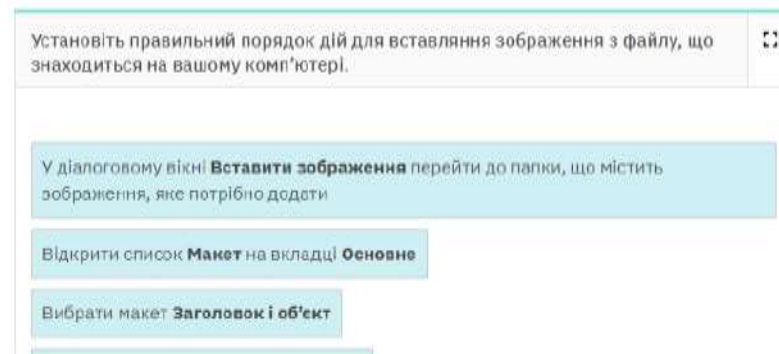 Установіть правильний порядок дій для вставляння зображення з файлу, що
знаходиться на вашому комп'ютері.
У діалоговому вікні Вставити зображення перейти до папки, що містить
зображення, яке потрібно додати
Відкрити список Макет на вкладці Основне
Вибрати макет Заголовок і об'єкт